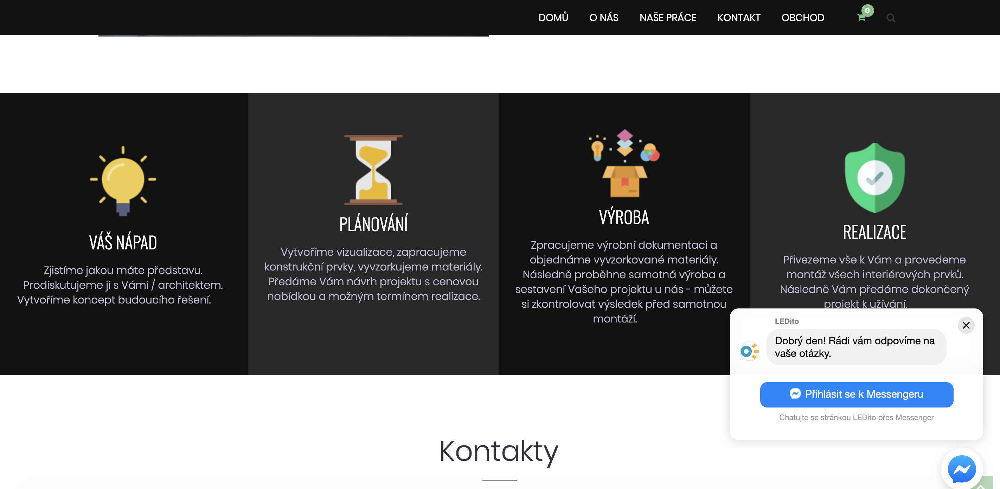 DOMŮ O NÁS NAŠE PRÁCE KONTAKT OBCHOD 0
VÁŠ NÁPAD
Zjistíme jakou máte představu.
Prodiskutujeme ji s Vámi / architektem.
Vytvoříme koncept budoucího řešení.
PLÁNOVÁNÍ
Vytvoříme vizualizace, zapracujeme
konstrukční prvky, vyvzorkujeme materiály.
Předáme Vám návrh projektu s cenovou
nabídkou a možným termínem realizace.
VÝROBA
Zpracujeme výrobní dokumentaci a
objednáme vyvzorkované materiály.
Následně proběhne samotná výroba a
sestavení Vašeho projektu u nás - můžete
si zkontrolovat výsledek před samotnou
montáží.
REALIZACE
Přivezeme vše k Vám a provedeme
montáž všech interiérových prvků.
Následně Vám předáme dokončený
projekt k užívání.
LEDito
Dobrý den! Rádi vám odpovíme na
vaše otázky.
Přihlásit se k Messengeru
Chatujte se stránkou LEDito přes Messenger
Kontakty